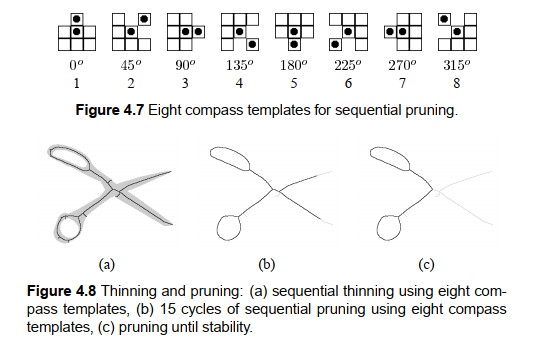 0° 45° 90° 135° 180° 225° 270° 315°
1 2 3 4 5 6 7 8
Figure 4.7 Eight compass templates for sequential pruning.
(a) (b) (c)
Figure 4.8 Thinning and pruning: (a) sequential thinning using eight com-
pass templates, (b) 15 cycles of sequential pruning using eight compass
templates, (c) pruning until stability.